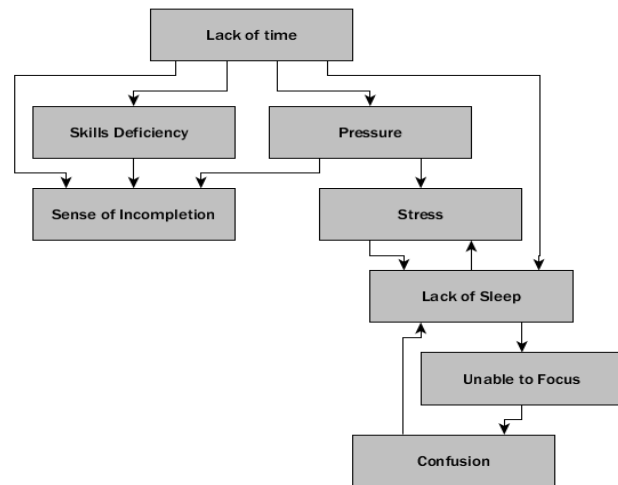 Lack of time
Skills Deficiency
Pressure
Sense of Incompletion
Stress
Lack of Sleep
Unable to Focus
Confusion